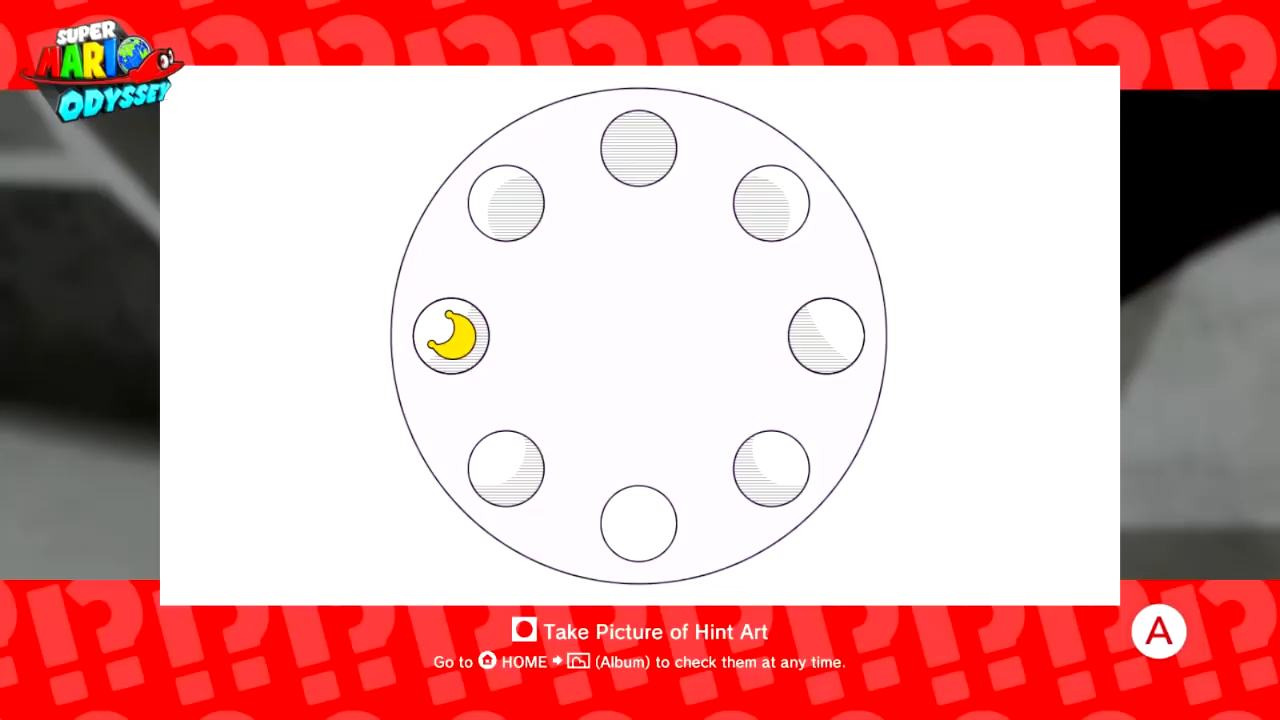 SUPER
MARIO
ODYSSEY
Take Picture of Hint Art
Go to HOME (Album) to check them at any time.
A